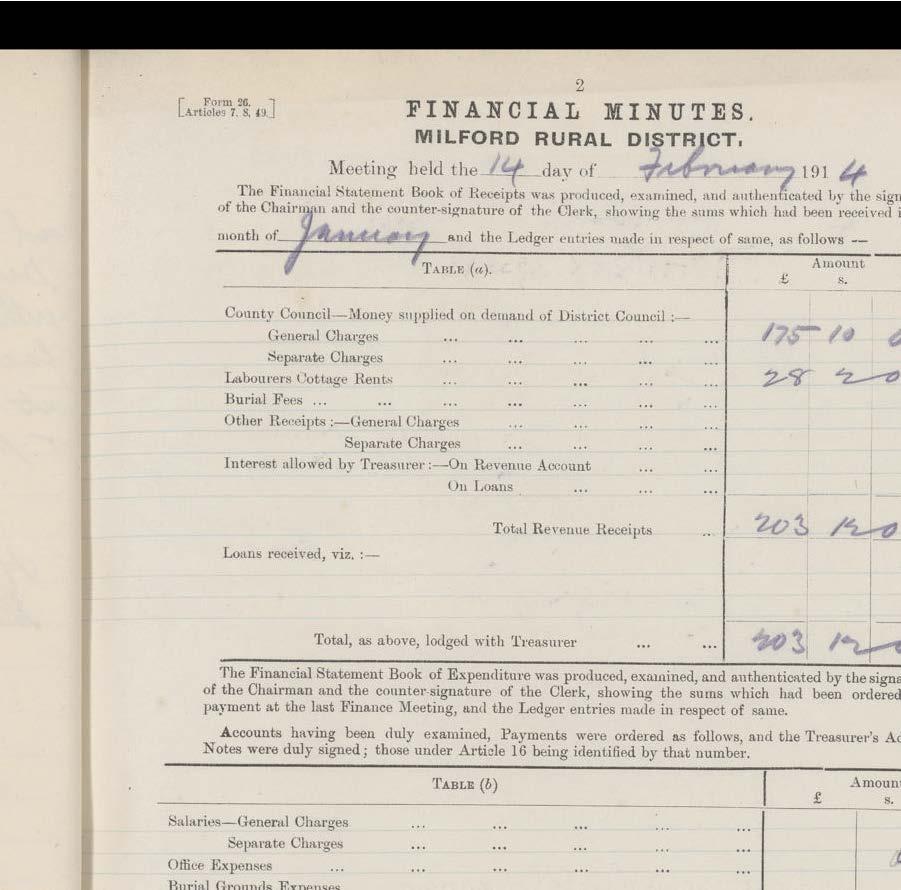 2
[Form 26. Articles 7. 8, 49.]
FINANCIAL MINUTES.
MILFORD RURAL DISTRICT.
Meeting held the 14 day of February 1914
The Financial Statement Book of Receipts was produced, examined, and authenticated by the sign
of the Chairman and the counter-signature of the Clerk, showing the sums which had been received i
month of January and the Ledger entries made in respect of same, as follows —
TABLE (a). Amount
£ s.
County Council—Money supplied on demand of District Council :—
General Charges ... ... ... ... ... 175 10 0
Separate Charges ... ... ... ... ...
Labourers Cottage Rents ... ... ... ... ... 28 2 0
Burial Fees ... ... ... ... ... ... ...
Other Receipts :—General Charges ... ... ... ...
Separate Charges ... ... ... ...
Interest allowed by Treasurer :—On Revenue Account ... ...
On Loans ... ... ...
Total Revenue Receipts ... 203 12 0
Loans received, viz. :—
Total, as above, lodged with Treasurer ... ... 203 12 0
The Financial Statement Book of Expenditure was produced, examined, and authenticated by the signa
of the Chairman and the counter-signature of the Clerk, showing the sums which had been ordered
payment at the last Finance Meeting, and the Ledger entries made in respect of same.
Accounts having been duly examined, Payments were ordered as follows, and the Treasurer's Ac
Notes were duly signed; those under Article 16 being identified by that number.
TABLE (b) Amoun
£ s.
Salaries—General Charges ... ... ... ... ...
Separate Charges ... ... ... ... ...
Office Expenses ... ... ... ... ... ...
Burial Grounds Expenses